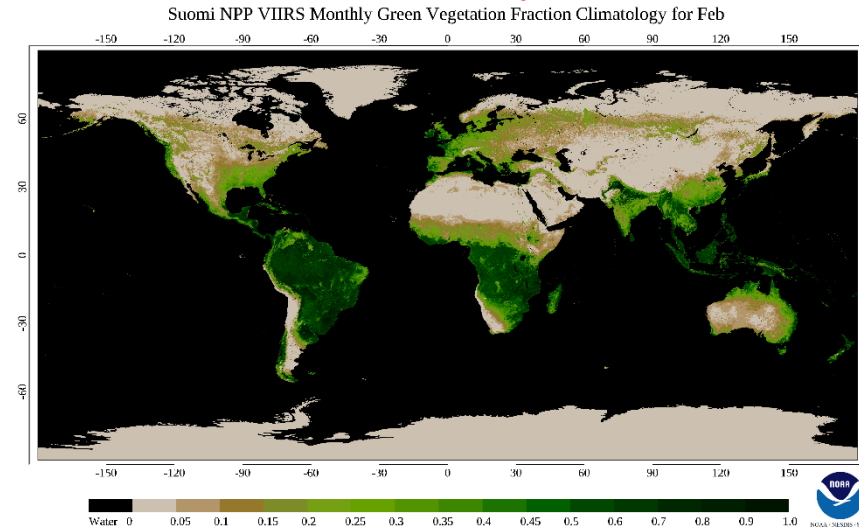 Suomi NPP VIIRS Monthly Green Vegetation Fraction Climatology for Feb
-150 -120 -90 -60 -30 0 30 60 90 120 150
60
30
0
-30
-60
-150 -120 -90 -60 -30 0 30 60 90 120 150
Water 0 0.05 0.1 0.15 0.2 0.25 0.3 0.35 0.4 0.45 0.5 0.6 0.7 0.8 0.9 1.0
NOAA